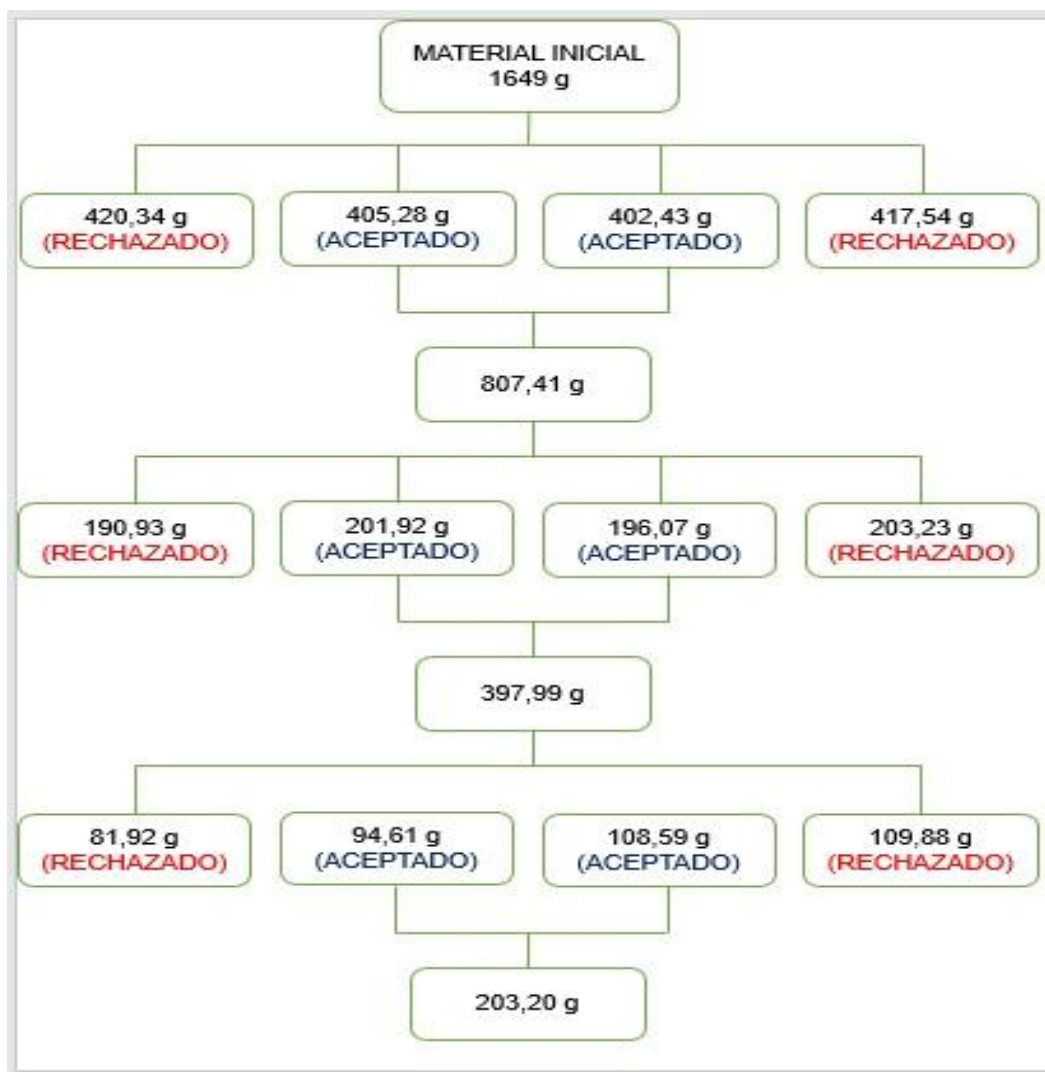 MATERIAL INICIAL
1649 g
420,34 g
(RECHAZADO)
405,28 g
(ACEPTADO)
402,43 g
(ACEPTADO)
417,54 g
(RECHAZADO)
807,41 g
190,93 g
(RECHAZADO)
201,92 g
(ACEPTADO)
196,07 g
(ACEPTADO)
203,23 g
(RECHAZADO)
397,99 g
81,92 g
(RECHAZADO)
94,61 g
(ACEPTADO)
108,59 g
(ACEPTADO)
109,88 g
(RECHAZADO)
203,20 g